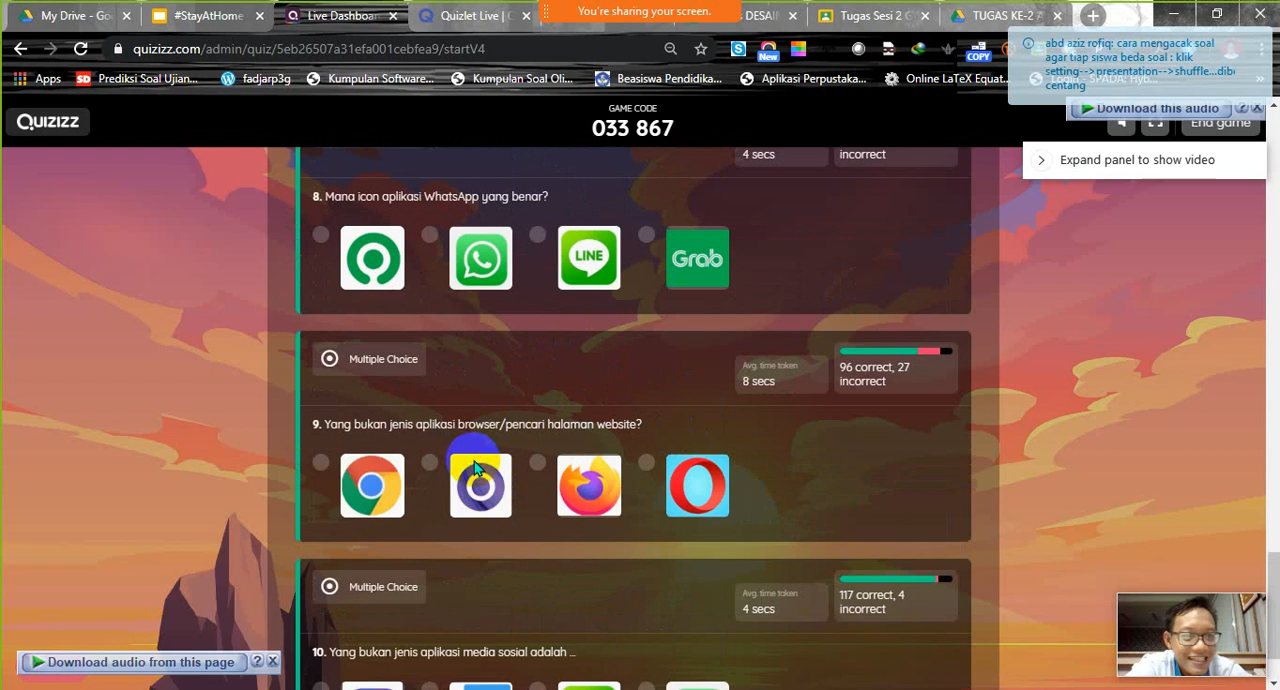 My Drive - Go
#StayAtHome
Live Dashboar
Quizlet Live | C
You're sharing your screen.
DESAIN
Tugas Sesi 2 G
TUGAS KE-2 A
quizizz.com/admin/quiz/5eb26507a31efa001cebfea9/startV4
New
COPY
Apps
Prediksi Soal Ujian...
fadjarp3g
Kumpulan Software...
Kumpulan Soal Oli...
Beasiswa Pendidika...
Aplikasi Perpustaka...
Online LaTeX Equat...
abd aziz rofiq: cara mengacak soal
agar tiap siswa beda soal : klik
setting-->presentation-->shuffle...dibe
centang
Download this audio
QUIZIZZ
GAME CODE
033 867
End game
Expand panel to show video
4 secs
incorrect
8. Mana icon aplikasi WhatsApp yang benar?
LINE
Grab
Multiple Choice
Avg. time taken
8 secs
96 correct, 27
incorrect
9. Yang bukan jenis aplikasi browser/pencari halaman website?
Multiple Choice
Avg. time taken
4 secs
117 correct, 4
incorrect
10. Yang bukan jenis aplikasi media sosial adalah ...
Download audio from this page